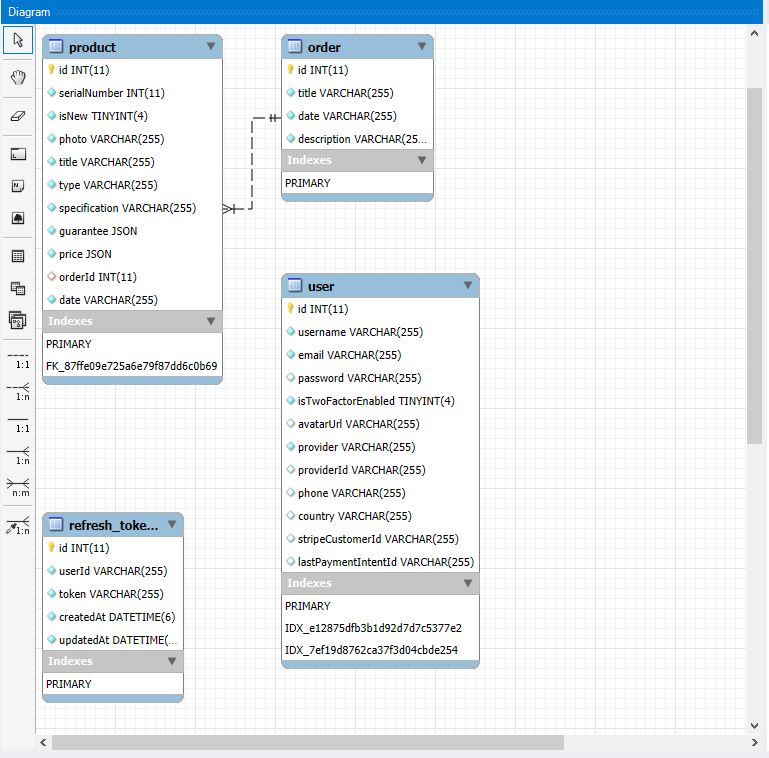 Diagram
product
id INT(11)
serialNumber INT(11)
isNew TINYINT(4)
photo VARCHAR(255)
title VARCHAR(255)
type VARCHAR(255)
specification VARCHAR(255)
guarantee JSON
price JSON
orderId INT(11)
date VARCHAR(255)
Indexes
PRIMARY
FK_87ffe09e725a6e79f87dd6c0b69
order
id INT(11)
title VARCHAR(255)
date VARCHAR(255)
description VARCHAR(25...
Indexes
PRIMARY
user
id INT(11)
username VARCHAR(255)
email VARCHAR(255)
password VARCHAR(255)
isTwoFactorEnabled TINYINT(4)
avatarUrl VARCHAR(255)
provider VARCHAR(255)
providerId VARCHAR(255)
phone VARCHAR(255)
country VARCHAR(255)
stripeCustomerId VARCHAR(255)
lastPaymentIntentId VARCHAR(255)
Indexes
PRIMARY
IDX_e12875dfb3b1d92d7d7c5377e2
IDX_7ef19d8762ca37f3d04cbde254
refresh_toke...
id INT(11)
userId VARCHAR(255)
token VARCHAR(255)
createdAt DATETIME(6)
updatedAt DATETIME(...
Indexes
PRIMARY
1:1
1:n
1:1
1:n
n:m
1:n